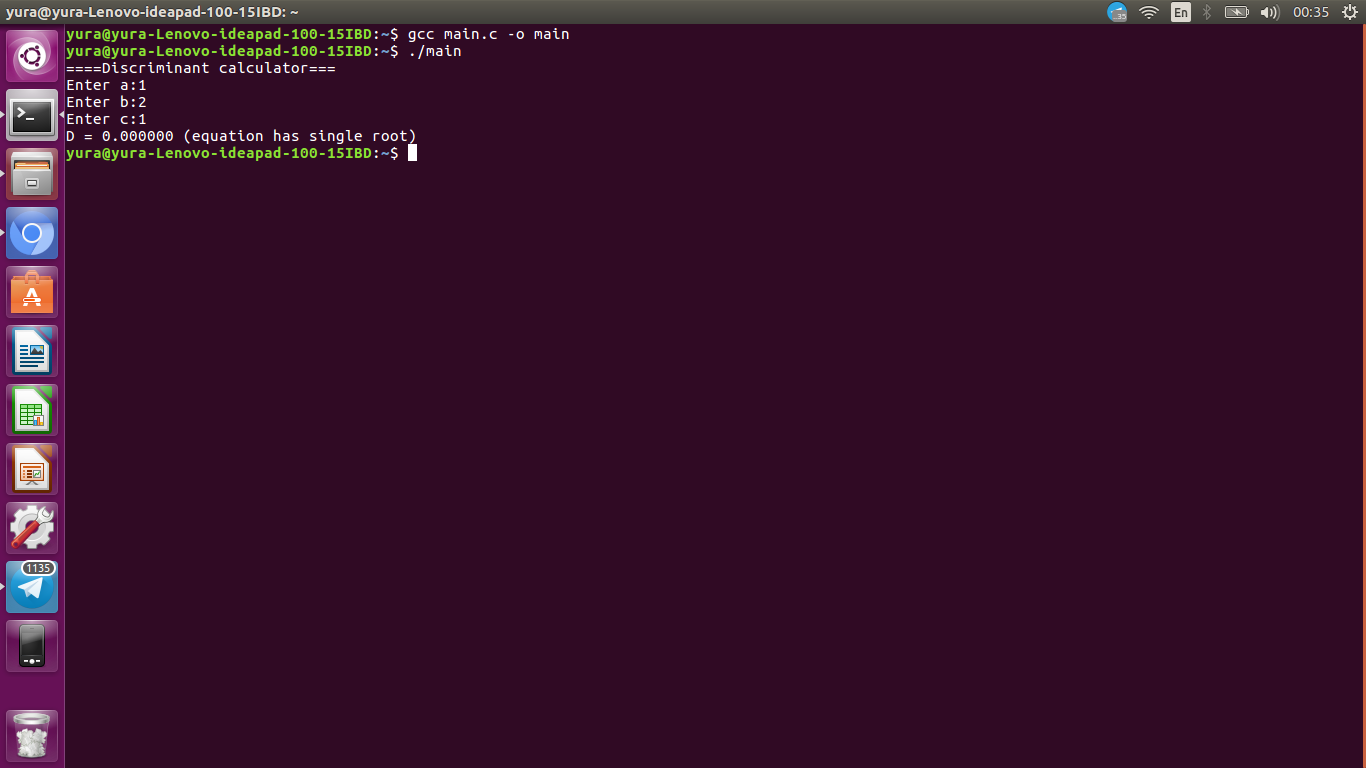 yura@yura-Lenovo-ideapad-100-15IBD: ~
35
En
00:35
yura@yura-Lenovo-ideapad-100-15IBD:~$ gcc main.c -o main
yura@yura-Lenovo-ideapad-100-15IBD:~$ ./main
====Discriminant calculator===
Enter a:1
Enter b:2
Enter c:1
D = 0.000000 (equation has single root)
yura@yura-Lenovo-ideapad-100-15IBD:~$
1135